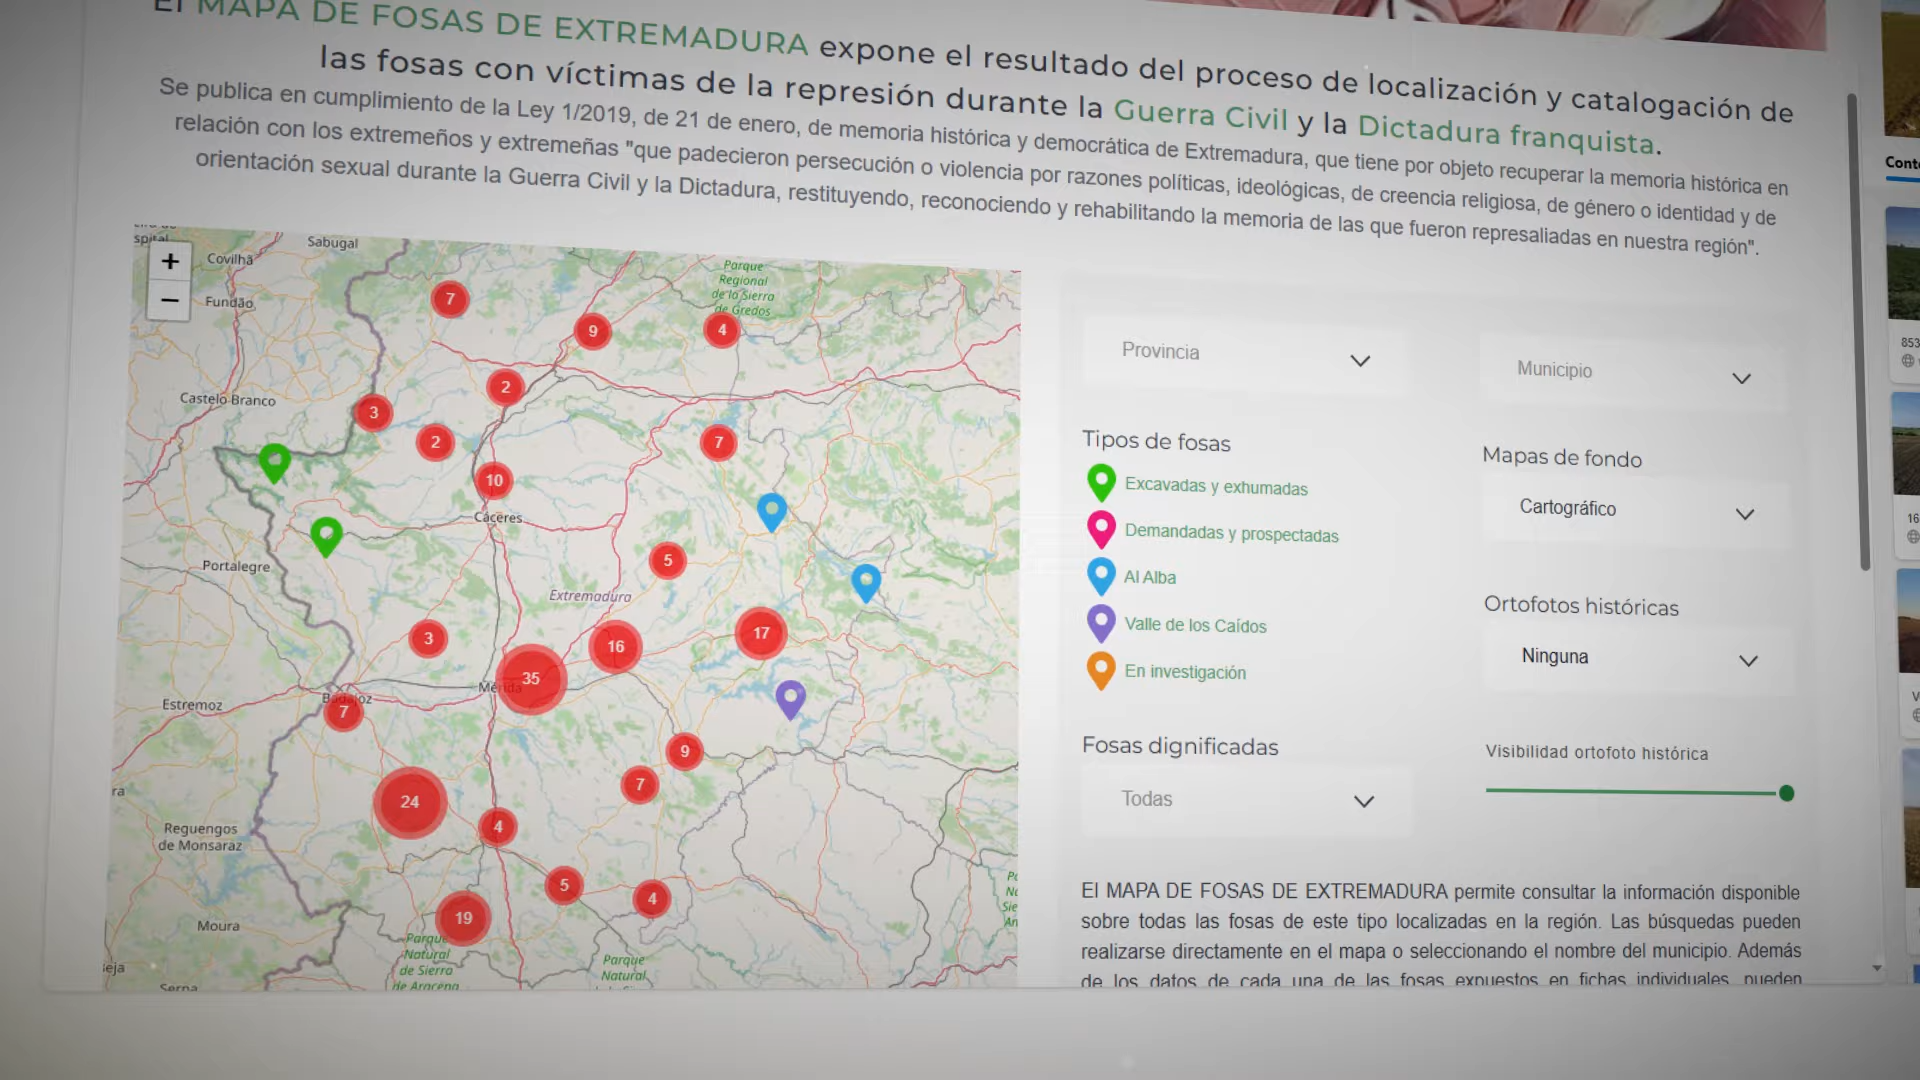 El MAPA DE FOSAS DE EXTREMADURA expone el resultado del proceso de localización y catalogación de
las fosas con víctimas de la represión durante la Guerra Civil y la Dictadura franquista.
Se publica en cumplimiento de la Ley 1/2019, de 21 de enero, de memoria histórica y democrática de Extremadura, que tiene por objeto recuperar la memoria histórica en
relación con los extremeños y extremeñas "que padecieron persecución o violencia por razones políticas, ideológicas, de creencia religiosa, de género o identidad y de
orientación sexual durante la Guerra Civil y la Dictadura, restituyendo, reconociendo y rehabilitando la memoria de las que fueron represaliadas en nuestra región".
+
−
Sabugal
Covilhã
Fundão
Parque
Regional
de la Sierra
de Gredos
7
9
4
2
Castelo Branco
3
2
7
10
Cáceres
Portalegre
5
Extremadura
3
16
17
35
Mérida
Badajoz
7
Estremoz
9
7
24
4
Reguengos
de Monsaraz
5
4
19
Moura
Parque
Natural
de Sierra
de Aracena
Parque
Natural
Serpa
Provincia
Municipio
Tipos de fosas
Excavadas y exhumadas
Demandadas y prospectadas
Al Alba
Valle de los Caídos
En investigación
Mapas de fondo
Cartográfico
Ortofotos históricas
Ninguna
Fosas dignificadas
Todas
Visibilidad ortofoto histórica
El MAPA DE FOSAS DE EXTREMADURA permite consultar la información disponible
sobre todas las fosas de este tipo localizadas en la región. Las búsquedas pueden
realizarse directamente en el mapa o seleccionando el nombre del municipio. Además
de los datos de cada una de las fosas expuestos en fichas individuales, pueden
853
16